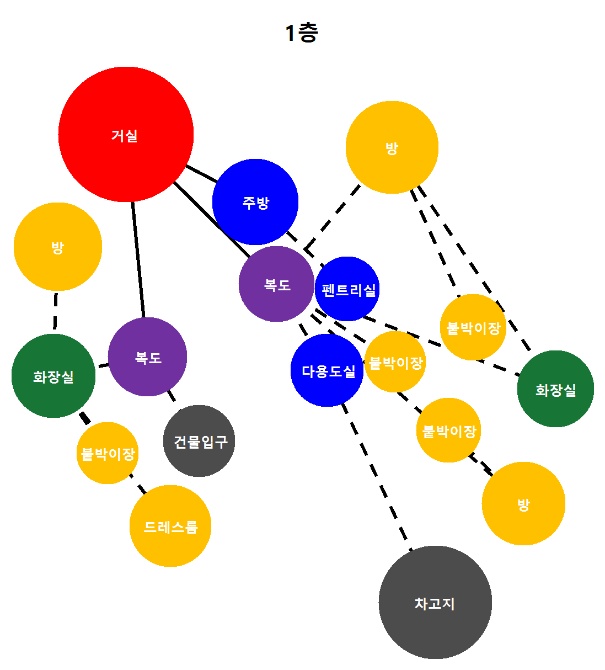 1층
거실
방
주방
방
복도
펜트리실
붙박이장
복도
화장실
다용도실
붙박이장
화장실
건물입구
붙박이장
붙박이장
방
드레스룸
차고지